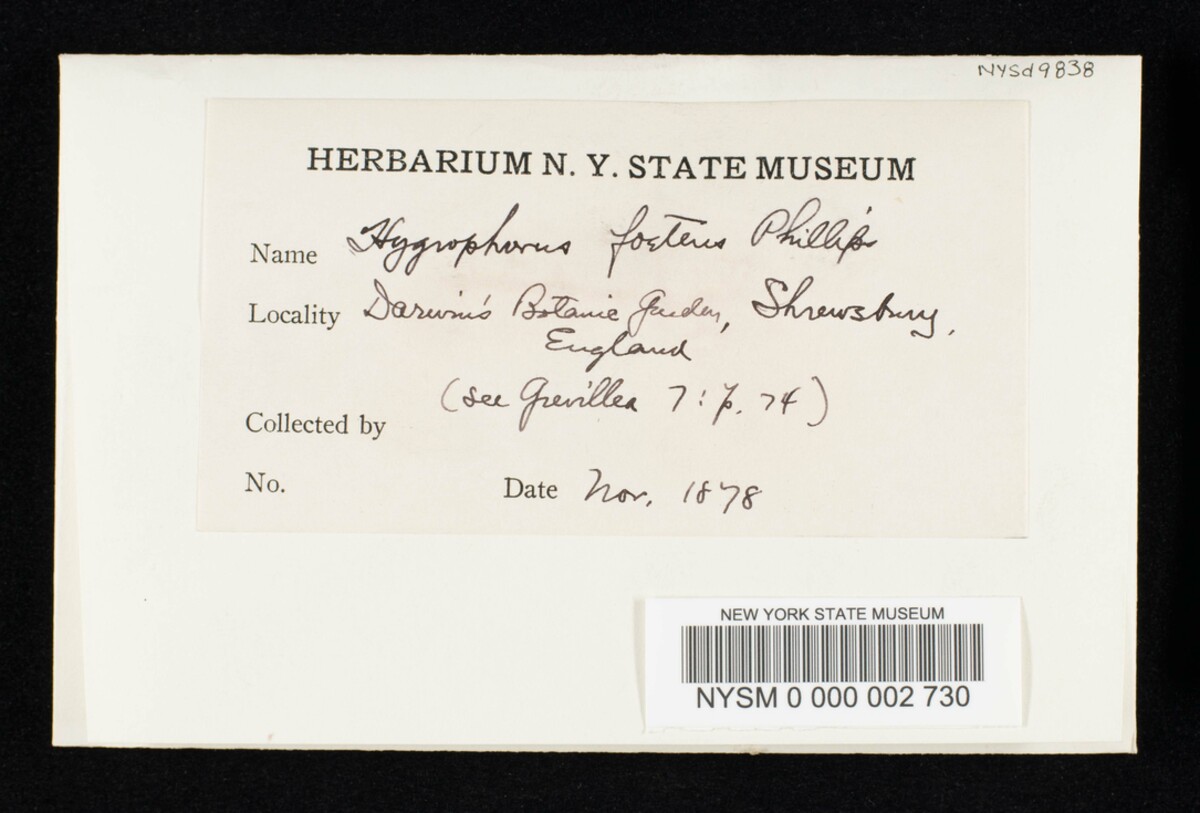 NYSd9838
HERBARIUM N. Y. STATE MUSEUM
Name Hygrophorus foetens Phillips
Locality Darwin's Botanic Garden, Shrewsbury,
England
(see Grevillea 7: p. 74)
Collected by
No. Date Nov. 1878
NEW YORK STATE MUSEUM
NYSM 0 000 002 730